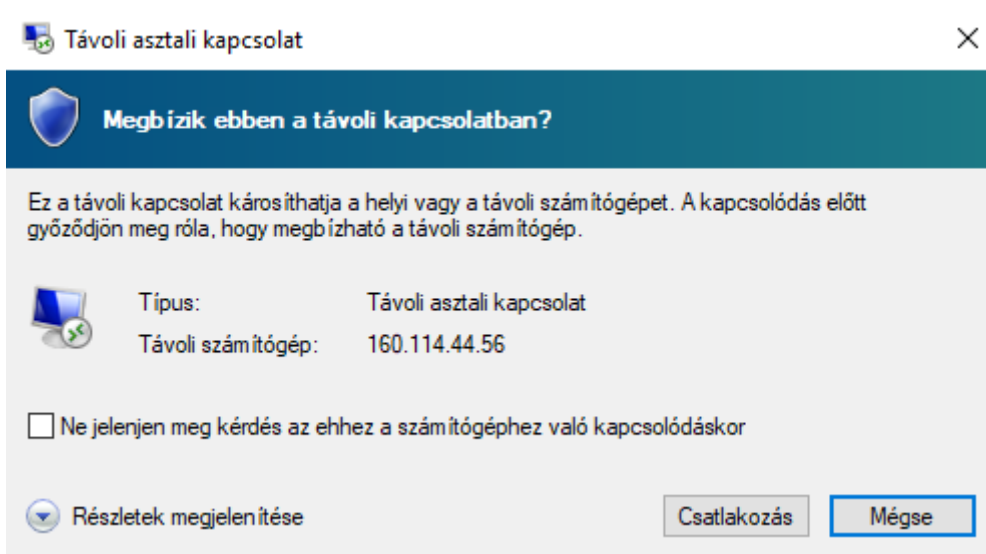 Távoli asztali kapcsolat
Megbízik ebben a távoli kapcsolatban?
Ez a távoli kapcsolat károsíthatja a helyi vagy a távoli számítógépet. A kapcsolódás előtt
győződjön meg róla, hogy megbízható a távoli számítógép.
Típus: Távoli asztali kapcsolat
Távoli számítógép: 160.114.44.56
Ne jelenjen meg kérdés az ehhez a számítógéphez való kapcsolódáskor
Részletek megjelenítése Csatlakozás Mégse